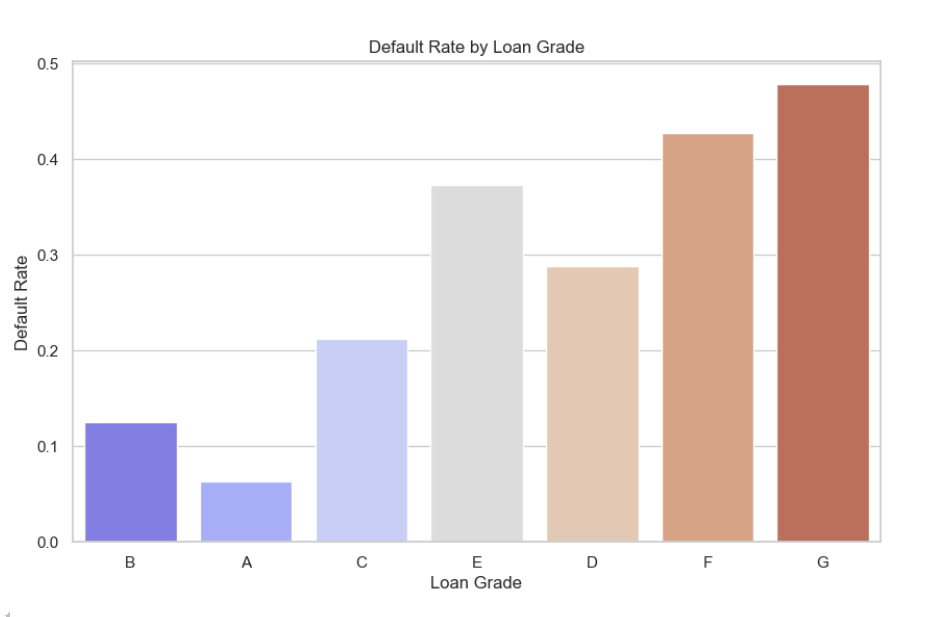 Default Rate by Loan Grade
0.5
0.4
0.3
0.2
0.1
0.0
Default Rate
B A C E D F G
Loan Grade